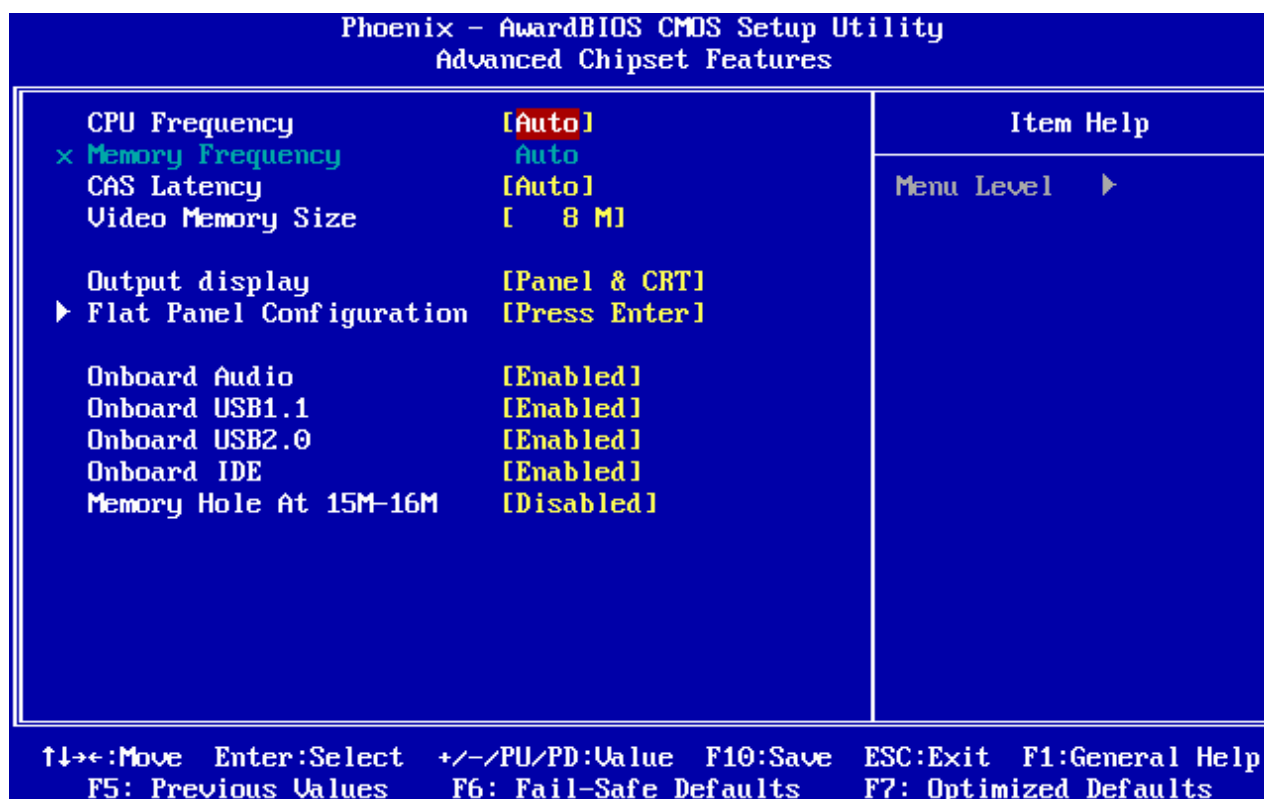 Phoenix - AwardBIOS CMOS Setup Utility
Advanced Chipset Features
CPU Frequency [Auto]
x Memory Frequency Auto
CAS Latency [Auto]
Video Memory Size [ 8 M]
Output display [Panel & CRT]
▶ Flat Panel Configuration [Press Enter]
Onboard Audio [Enabled]
Onboard USB1.1 [Enabled]
Onboard USB2.0 [Enabled]
Onboard IDE [Enabled]
Memory Hole At 15M-16M [Disabled]
Item Help
Menu Level ▶
↑↓→←:Move Enter:Select +/-/PU/PD:Value F10:Save ESC:Exit F1:General Help
F5: Previous Values F6: Fail-Safe Defaults F7: Optimized Defaults